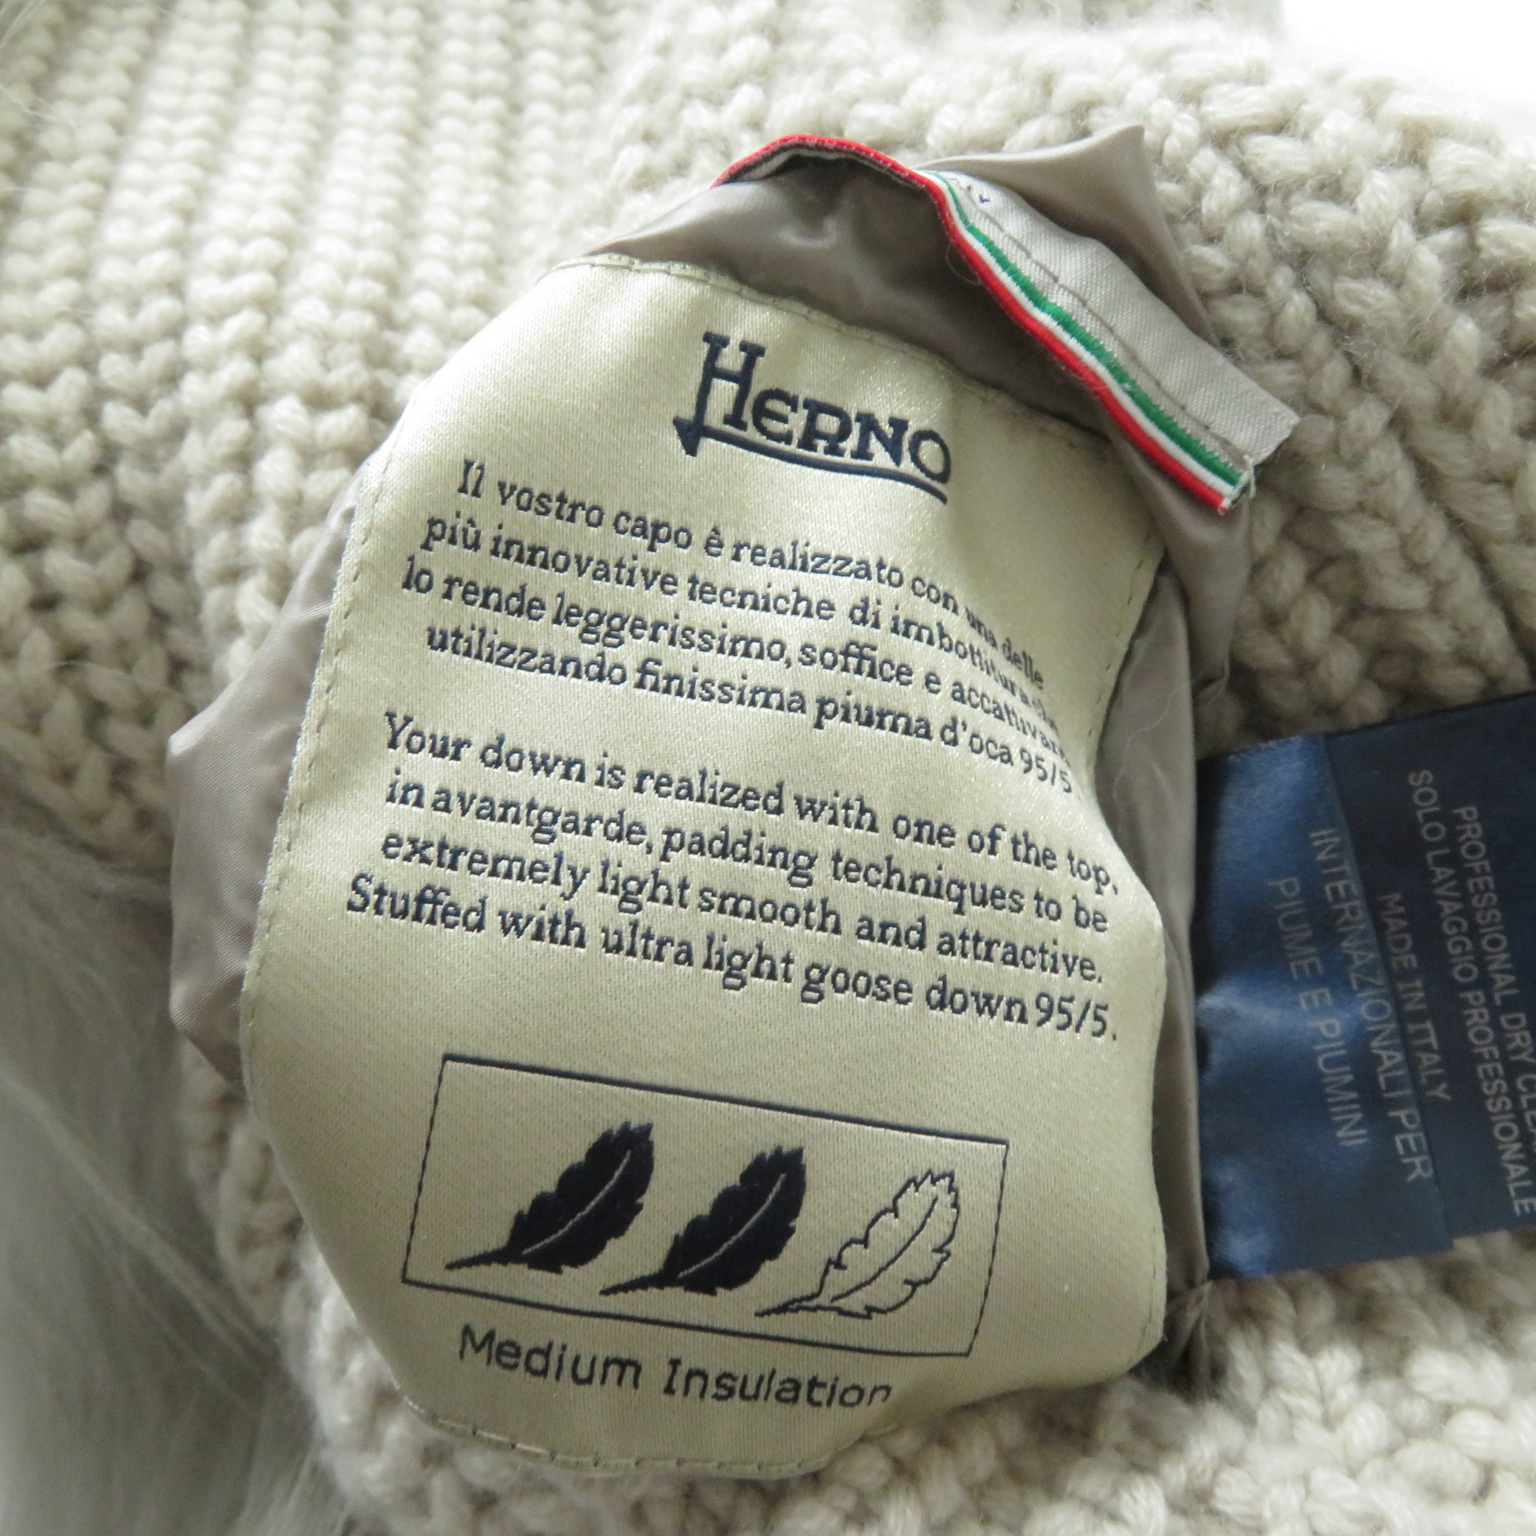 HERNO
Il vostro capo è realizzato con una delle
più innovative tecniche di imbottitura
lo rende leggerissimo, soffice e
utilizzando finissima piuma d'oca 95/5
Your down is realized with one of the top,
in avantgarde, padding techniques to be
extremely light smooth and attractive.
Stuffed with ultra light goose down 95/5.
Medium Insulation
PROFESSIONAL DRY
SOLO LAVAGGIO PROFESSIONALE
MADE IN ITALY
INTERNAZIONALI PER
PIUME E PIUMINI